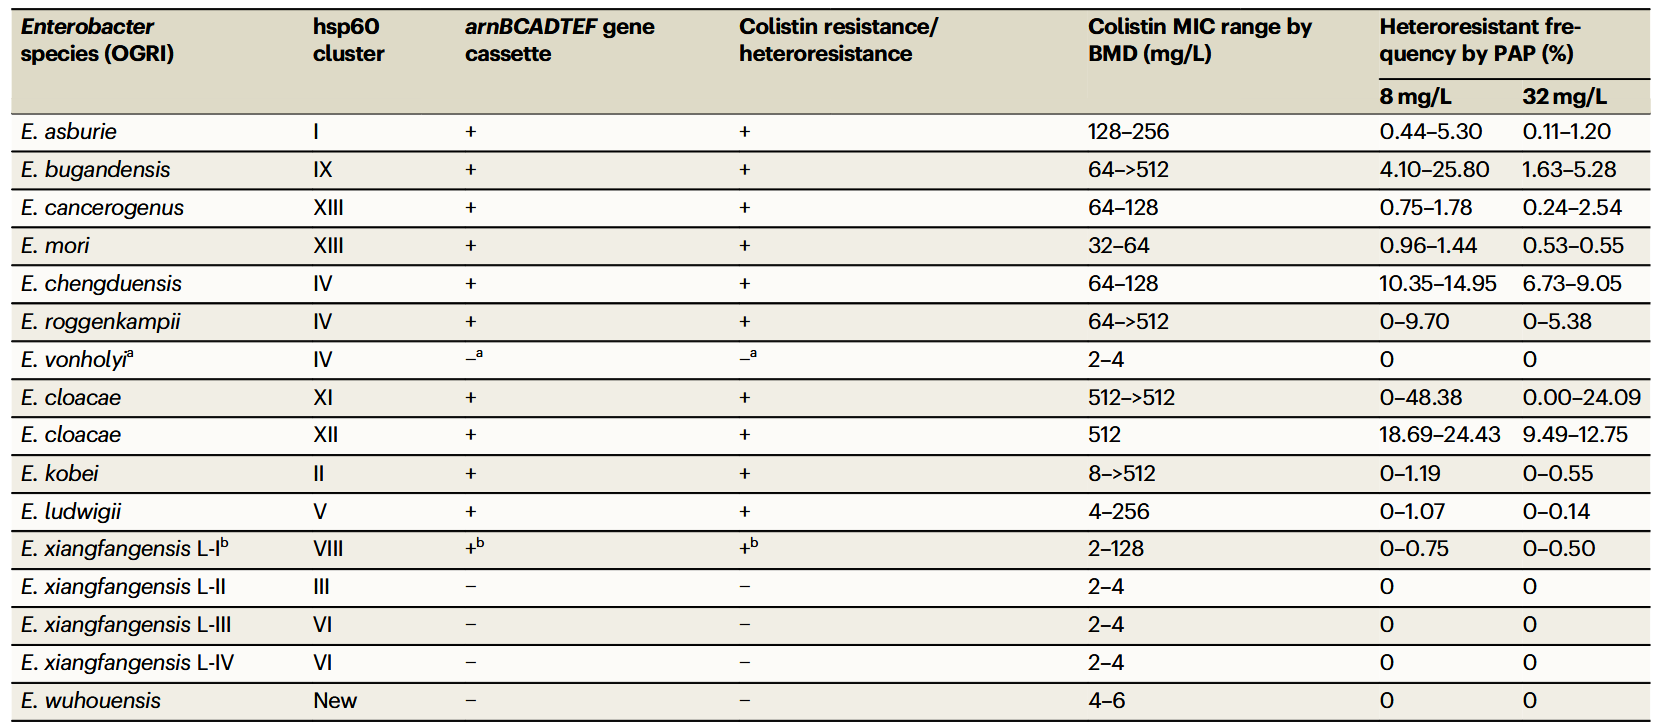 Enterobacter species (OGRI) hsp60 cluster arnBCADTEF gene cassette Colistin resistance/ heteroresistance Colistin MIC range by BMD (mg/L) Heteroresistant fre- quency by PAP (%)
8 mg/L 32 mg/L
E. asburie I + + 128–256 0.44–5.30 0.11–1.20
E. bugandensis IX + + 64–>512 4.10–25.80 1.63–5.28
E. cancerogenus XIII + + 64–128 0.75–1.78 0.24–2.54
E. mori XIII + + 32–64 0.96–1.44 0.53–0.55
E. chengduensis IV + + 64–128 10.35–14.95 6.73–9.05
E. roggenkampii IV + + 64–>512 0–9.70 0–5.38
E. vonholyiᵃ IV –ᵃ –ᵃ 2–4 0 0
E. cloacae XI + + 512–>512 0–48.38 0.00–24.09
E. cloacae XII + + 512 18.69–24.43 9.49–12.75
E. kobei II + + 8–>512 0–1.19 0–0.55
E. ludwigii V + + 4–256 0–1.07 0–0.14
E. xiangfangensis L-Iᵇ VIII +ᵇ +ᵇ 2–128 0–0.75 0–0.50
E. xiangfangensis L-II III – – 2–4 0 0
E. xiangfangensis L-III VI – – 2–4 0 0
E. xiangfangensis L-IV VI – – 2–4 0 0
E. wuhouensis New – – 4–6 0 0